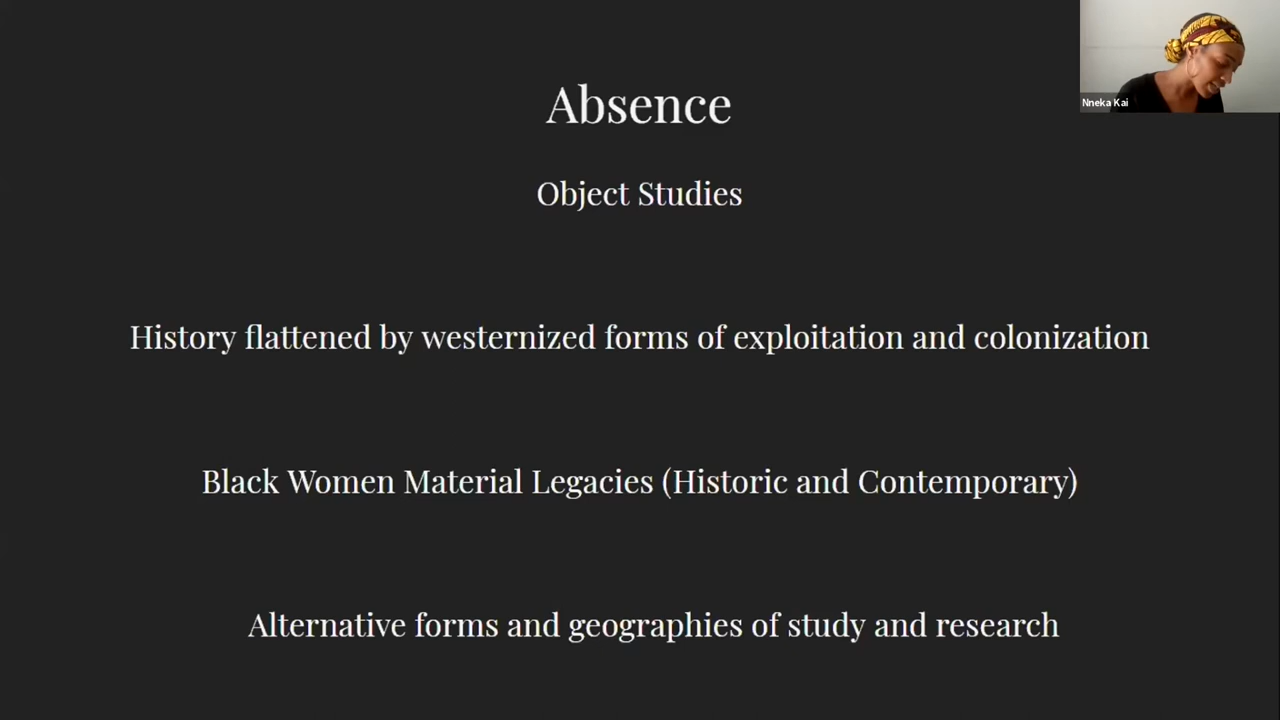 Absence
Nneka Kai
Object Studies
History flattened by westernized forms of exploitation and colonization
Black Women Material Legacies (Historic and Contemporary)
Alternative forms and geographies of study and research